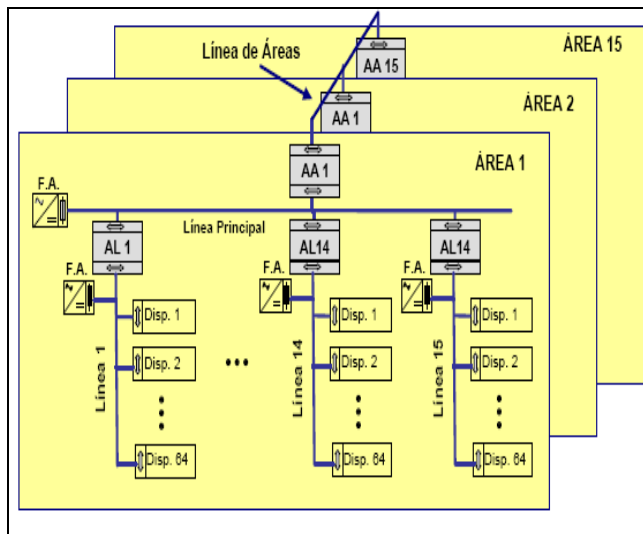 ÁREA 15
Línea de Áreas
AA 15
ÁREA 2
AA 1
ÁREA 1
AA 1
F.A.
Línea Principal
AL 1
AL14
AL14
F.A.
F.A.
F.A.
Disp. 1
Disp. 1
Disp. 1
Disp. 2
Disp. 2
Disp. 2
Línea 1
Línea 14
Línea 15
Disp. 64
Disp. 64
Disp. 64